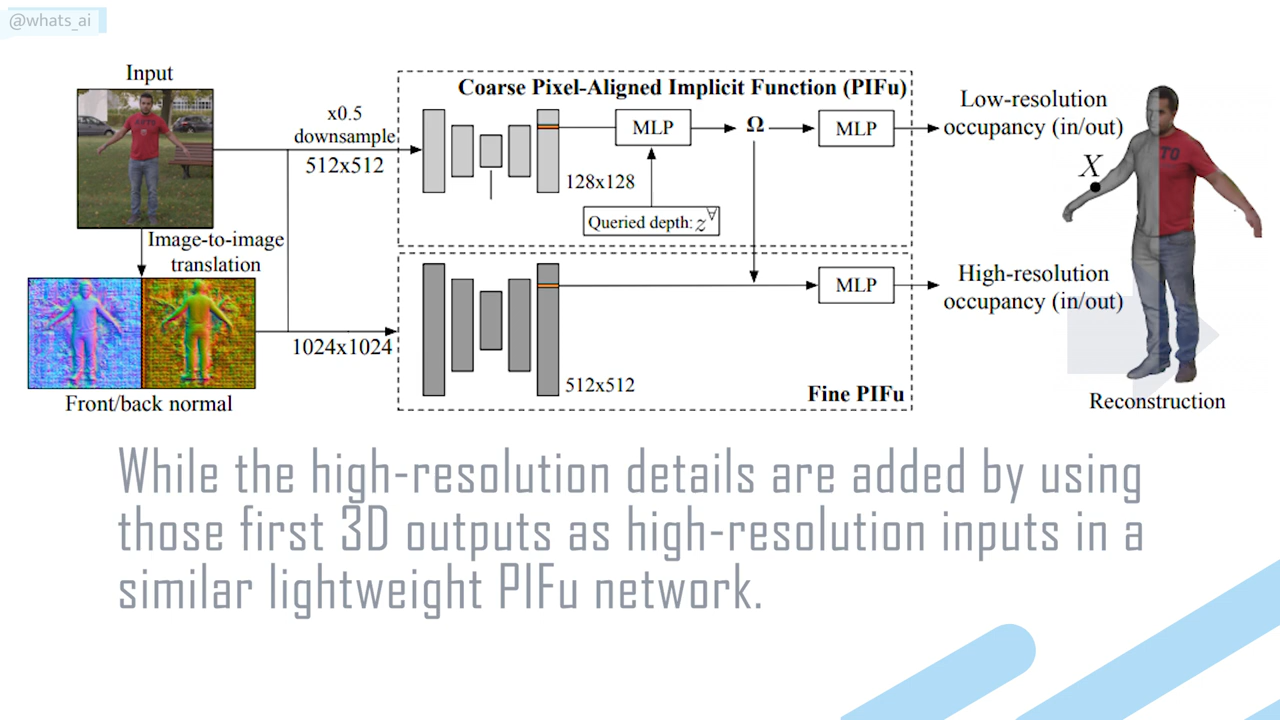 @whats_ai
Input
x0.5
downsample
512x512
Image-to-image
translation
1024x1024
Front/back normal
Coarse Pixel-Aligned Implicit Function (PIFu)
MLP
Ω
MLP
128x128
Queried depth: z∀
MLP
512x512
Fine PIFu
Low-resolution
occupancy (in/out)
X
High-resolution
occupancy (in/out)
Reconstruction
While the high-resolution details are added by using
those first 3D outputs as high-resolution inputs in a
similar lightweight PIFu network.